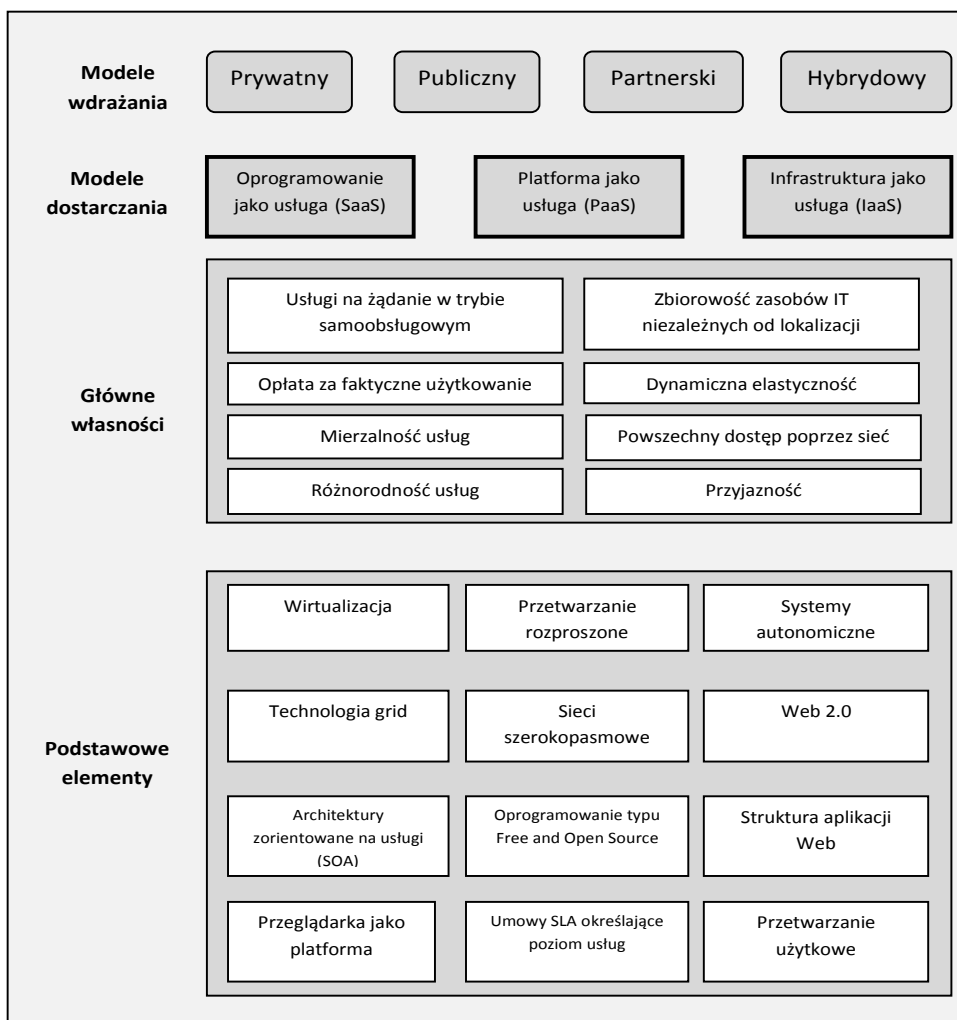 Modele
wdrażania
Prywatny
Publiczny
Partnerski
Hybrydowy
Modele
dostarczania
Oprogramowanie
jako usługa (SaaS)
Platforma jako
usługa (PaaS)
Infrastruktura jako
usługa (IaaS)
Główne
własności
Usługi na żądanie w trybie
samoobsługowym
Zbiorowość zasobów IT
niezależnych od lokalizacji
Opłata za faktyczne użytkowanie
Dynamiczna elastyczność
Mierzalność usług
Powszechny dostęp poprzez sieć
Różnorodność usług
Przyjazność
Podstawowe
elementy
Wirtualizacja
Przetwarzanie
rozproszone
Systemy
autonomiczne
Technologia grid
Sieci
szerokopasmowe
Web 2.0
Architektury
zorientowane na usługi
(SOA)
Oprogramowanie typu
Free and Open Source
Struktura aplikacji
Web
Przeglądarka jako
platforma
Umowy SLA określające
poziom usług
Przetwarzanie
użytkowe